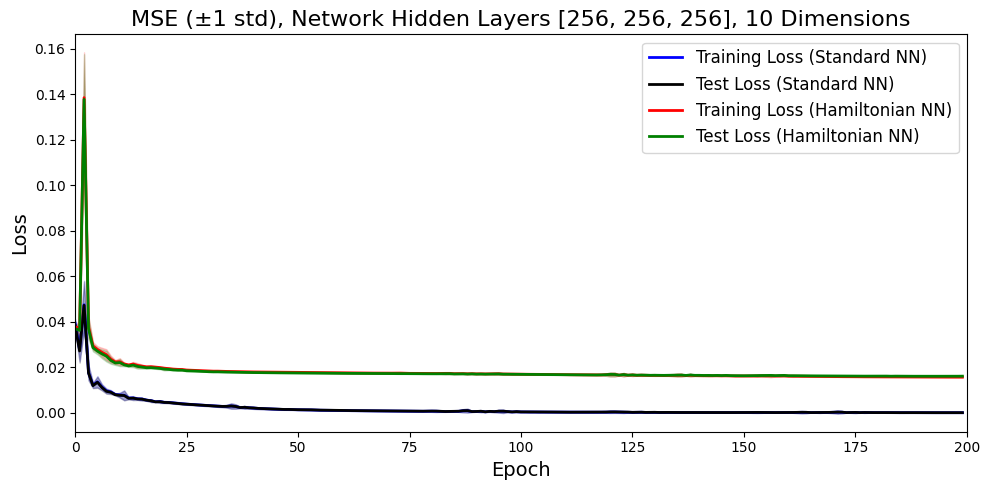 MSE (±1 std), Network Hidden Layers [256, 256, 256], 10 Dimensions
Training Loss (Standard NN)
Test Loss (Standard NN)
Training Loss (Hamiltonian NN)
Test Loss (Hamiltonian NN)
Loss
0.16
0.14
0.12
0.10
0.08
0.06
0.04
0.02
0.00
0 25 50 75 100 125 150 175 200
Epoch